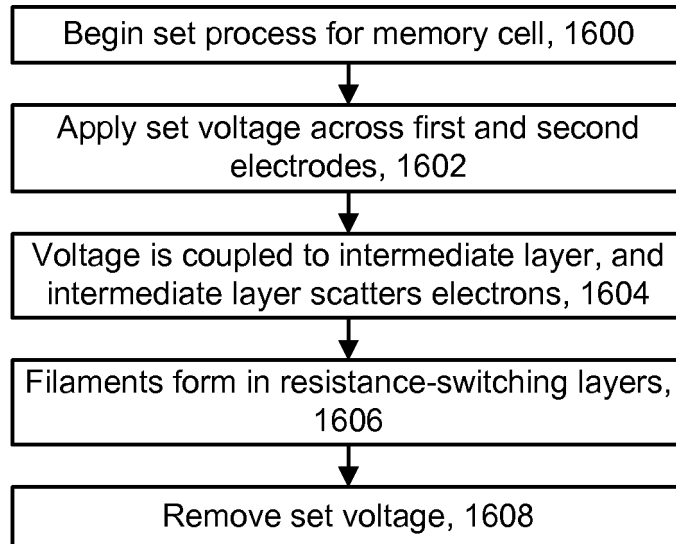 Begin set process for memory cell, 1600
Apply set voltage across first and second
electrodes, 1602
Voltage is coupled to intermediate layer, and
intermediate layer scatters electrons, 1604
Filaments form in resistance-switching layers,
1606
Remove set voltage, 1608